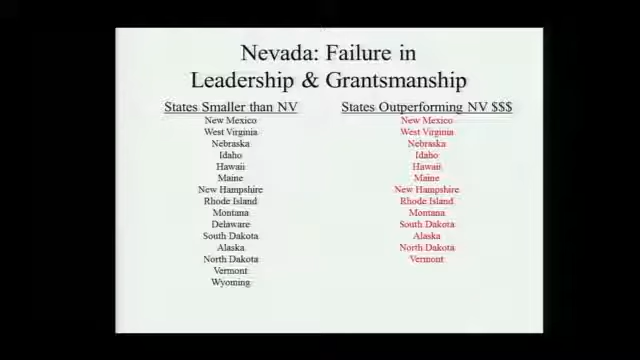 Nevada: Failure in
Leadership & Grantsmanship
States Smaller than NV
New Mexico
West Virginia
Nebraska
Idaho
Hawaii
Maine
New Hampshire
Rhode Island
Montana
Delaware
South Dakota
Alaska
North Dakota
Vermont
Wyoming
States Outperforming NV $$$
New Mexico
West Virginia
Nebraska
Idaho
Hawaii
Maine
New Hampshire
Rhode Island
Montana
South Dakota
Alaska
North Dakota
Vermont